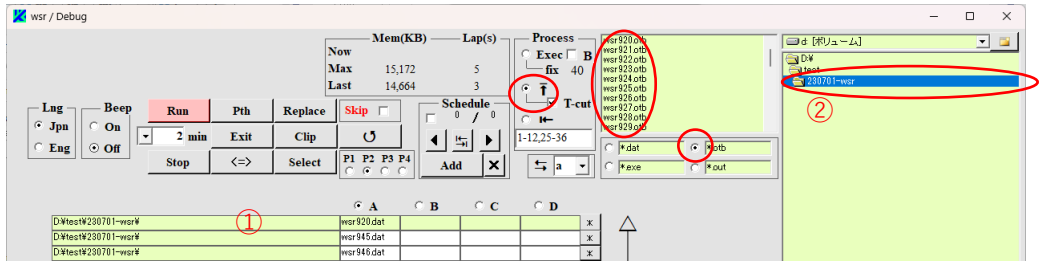 wsr / Debug
Mem(KB) Lap(s)
Now
Max 15,172 5
Last 14,664 3
Process
Exec B
fix 40
T-cut
1-12,25-36
a
wsr920.otb
wsr921.otb
wsr922.otb
wsr923.otb
wsr924.otb
wsr925.otb
wsr926.otb
wsr927.otb
wsr928.otb
wsr929.otb
*.dat *.otb
*.exe *.out
d [ボリューム]
D:¥
test
230701-wsr
②
Lng
Jpn
Eng
Beep
On
Off
Run Pth Replace Skip
2 min Exit Clip
Stop <=> Select P1 P2 P3 P4
Schedule
0 / 0
Add
A B C D
①
D:¥test¥230701-wsr¥ wsr920.dat
D:¥test¥230701-wsr¥ wsr945.dat
D:¥test¥230701-wsr¥ wsr946.dat